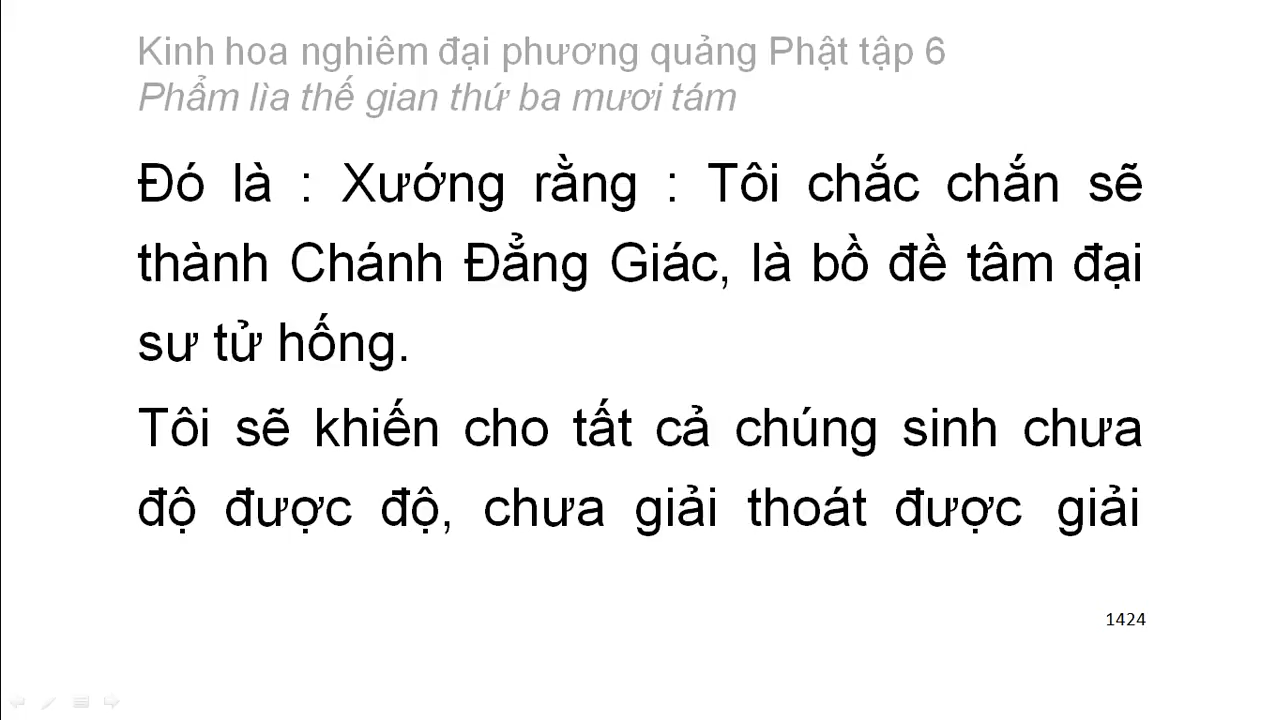 Kinh hoa nghiêm đại phương quảng Phật tập 6
Phẩm lìa thế gian thứ ba mươi tám
Đó là : Xướng rằng : Tôi chắc chắn sẽ
thành Chánh Đẳng Giác, là bồ đề tâm đại
sư tử hống.
Tôi sẽ khiến cho tất cả chúng sinh chưa
độ được độ, chưa giải thoát được giải
1424